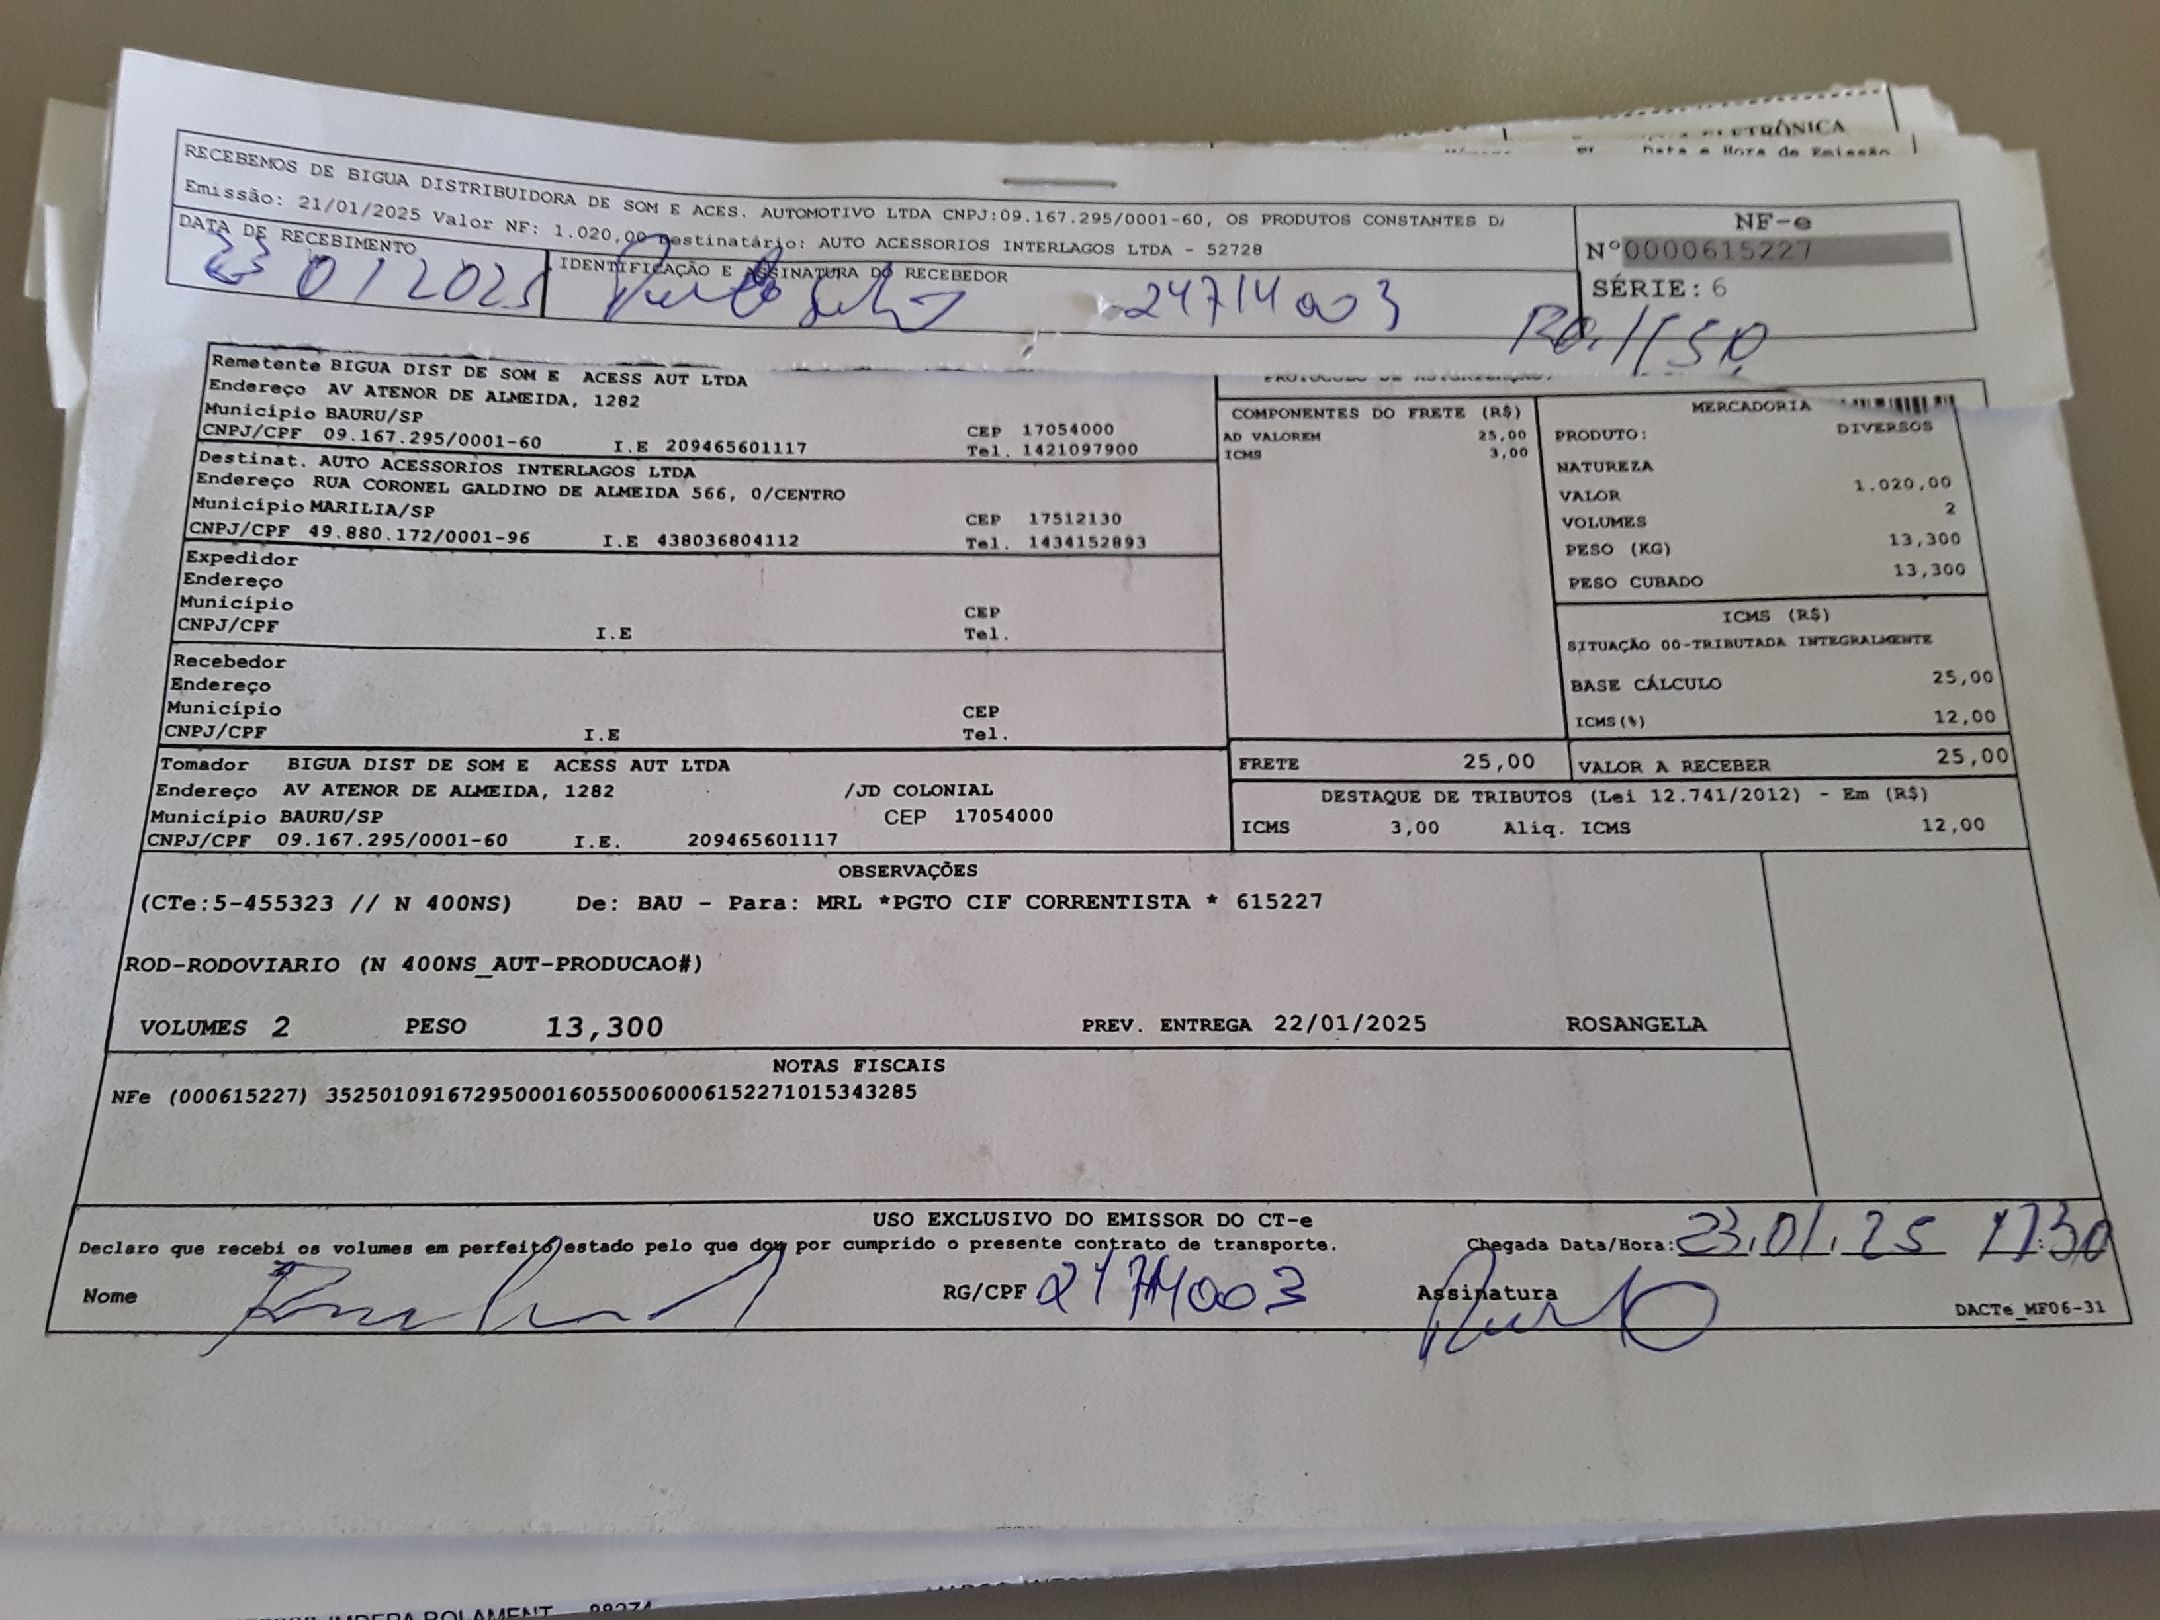 ELETRÔNICA
Data e Hora de Emissão
RECEBEMOS DE BIGUA DISTRIBUIDORA DE SOM E ACES. AUTOMOTIVO LTDA CNPJ:09.167.295/0001-60, OS PRODUTOS CONSTANTES DA
Emissão: 21/01/2025 Valor NF: 1.020,00 Destinatário: AUTO ACESSORIOS INTERLAGOS LTDA - 52728
NF-e
Nº0000615227
SÉRIE: 6
DATA DE RECEBIMENTO
IDENTIFICAÇÃO E ASSINATURA DO RECEBEDOR
23 01 2025
24714003
Remetente BIGUA DIST DE SOM E ACESS AUT LTDA
Endereço AV ATENOR DE ALMEIDA, 1282
Município BAURU/SP CEP 17054000
CNPJ/CPF 09.167.295/0001-60 I.E 209465601117 Tel. 1421097900
Destinat. AUTO ACESSORIOS INTERLAGOS LTDA
Endereço RUA CORONEL GALDINO DE ALMEIDA 566, 0/CENTRO
Município MARILIA/SP CEP 17512130
CNPJ/CPF 49.880.172/0001-96 I.E 438036804112 Tel. 1434152893
Expedidor
Endereço
Município CEP
CNPJ/CPF I.E Tel.
Recebedor
Endereço
Município CEP
CNPJ/CPF I.E Tel.
Tomador BIGUA DIST DE SOM E ACESS AUT LTDA
Endereço AV ATENOR DE ALMEIDA, 1282 /JD COLONIAL
Município BAURU/SP CEP 17054000
CNPJ/CPF 09.167.295/0001-60 I.E. 209465601117
COMPONENTES DO FRETE (R$)
AD VALOREM 25,00
ICMS 3,00
MERCADORIA
PRODUTO: DIVERSOS
NATUREZA
VALOR 1.020,00
VOLUMES 2
PESO (KG) 13,300
PESO CUBADO 13,300
ICMS (R$)
SITUAÇÃO 00-TRIBUTADA INTEGRALMENTE
BASE CÁLCULO 25,00
ICMS(%) 12,00
FRETE 25,00
VALOR A RECEBER 25,00
DESTAQUE DE TRIBUTOS (Lei 12.741/2012) - Em (R$)
ICMS 3,00 Aliq. ICMS 12,00
OBSERVAÇÕES
(CTe:5-455323 // N 400NS) De: BAU - Para: MRL *PGTO CIF CORRENTISTA * 615227
ROD-RODOVIARIO (N 400NS_AUT-PRODUCAO#)
VOLUMES 2 PESO 13,300 PREV. ENTREGA 22/01/2025 ROSANGELA
NOTAS FISCAIS
NFe (000615227) 35250109167295000160550060006152271015343285
USO EXCLUSIVO DO EMISSOR DO CT-e
Declaro que recebi os volumes em perfeito estado pelo que dou por cumprido o presente contrato de transporte. Chegada Data/Hora: 23.01.25 17:30
Nome RG/CPF 24714003 Assinatura
DACTe_MF06-31